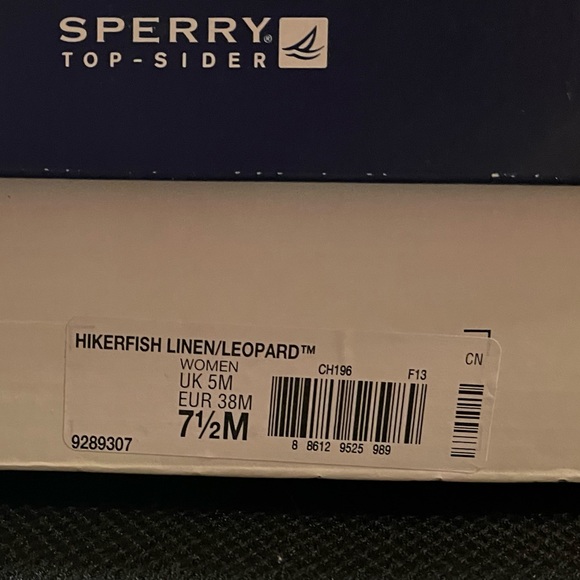 SPERRY®
TOP-SIDER
HIKERFISH LINEN/LEOPARD™
WOMEN
UK 5M
EUR 38M
7½M
9289307
CH196 F13
8 8612 9525 989
CN